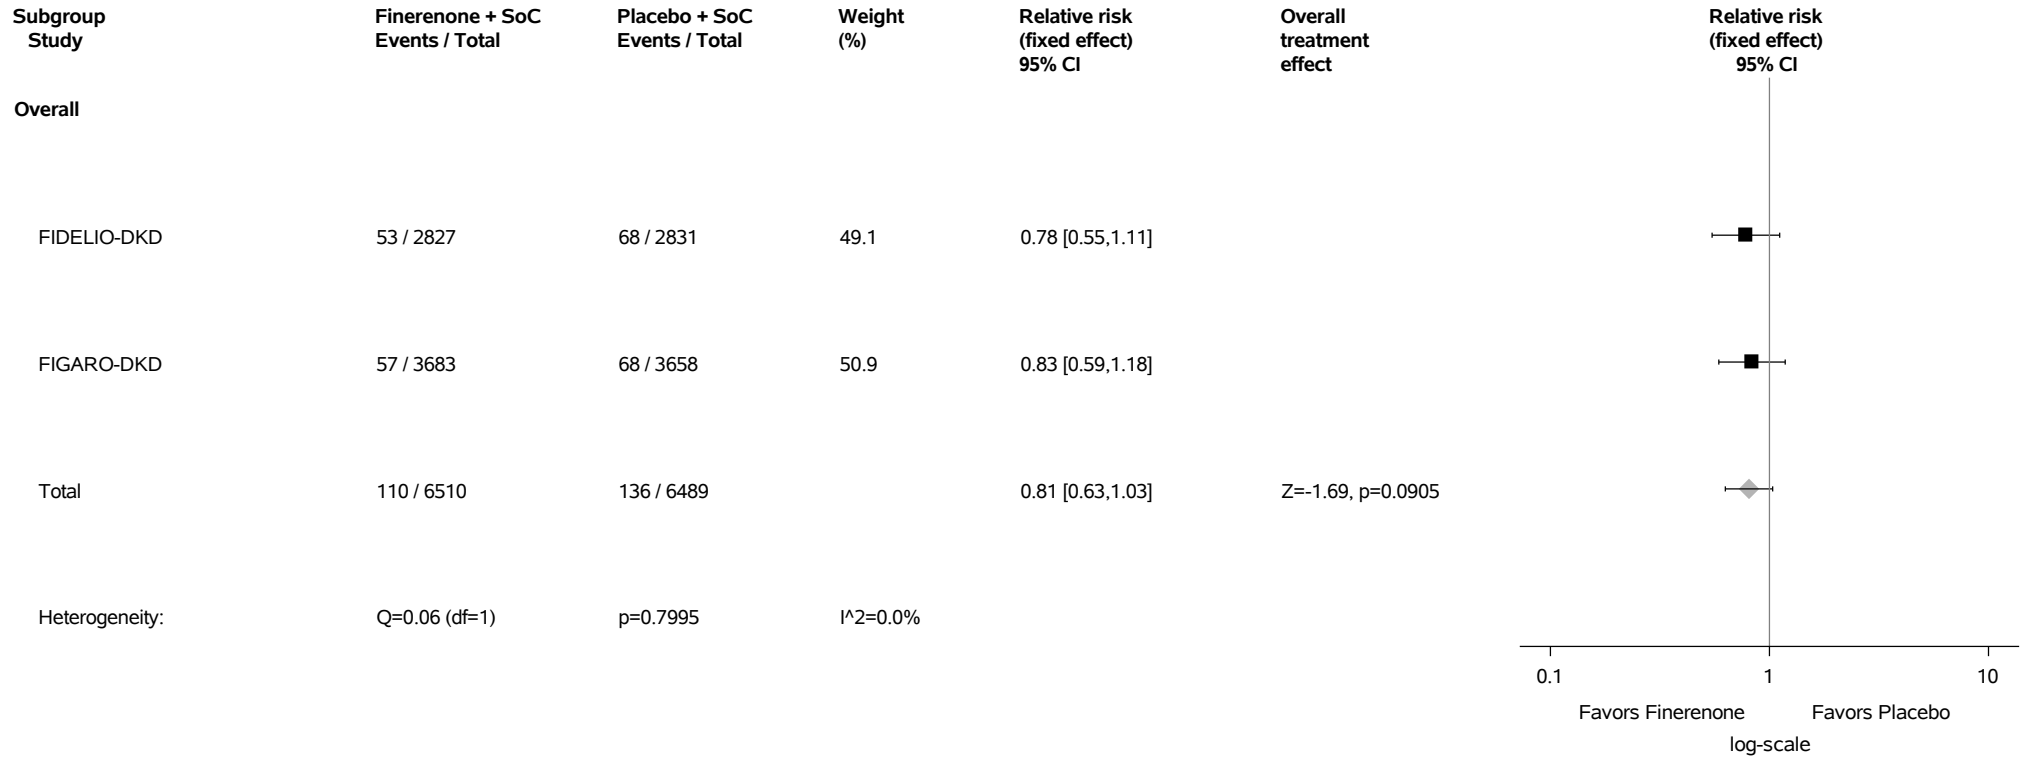 Subgroup Finerenone + SoC Placebo + SoC Weight Relative risk Overall Relative risk
Study Events / Total Events / Total (%) (fixed effect) treatment (fixed effect)
95% CI effect 95% CI
Overall
FIDELIO-DKD 53 / 2827 68 / 2831 49.1 0.78 [0.55,1.11]
FIGARO-DKD 57 / 3683 68 / 3658 50.9 0.83 [0.59,1.18]
Total 110 / 6510 136 / 6489 0.81 [0.63,1.03] Z=-1.69, p=0.0905
Heterogeneity: Q=0.06 (df=1) p=0.7995 I^2=0.0%
0.1 1 10
Favors Finerenone Favors Placebo
log-scale